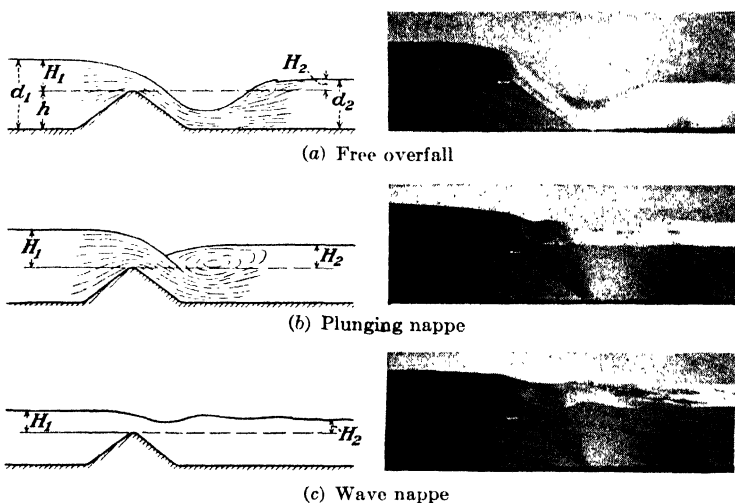 H₁
H₂
d₁
h
d₂
(a) Free overfall
H₁
H₂
(b) Plunging nappe
H₁
H₂
(c) Wave nappe